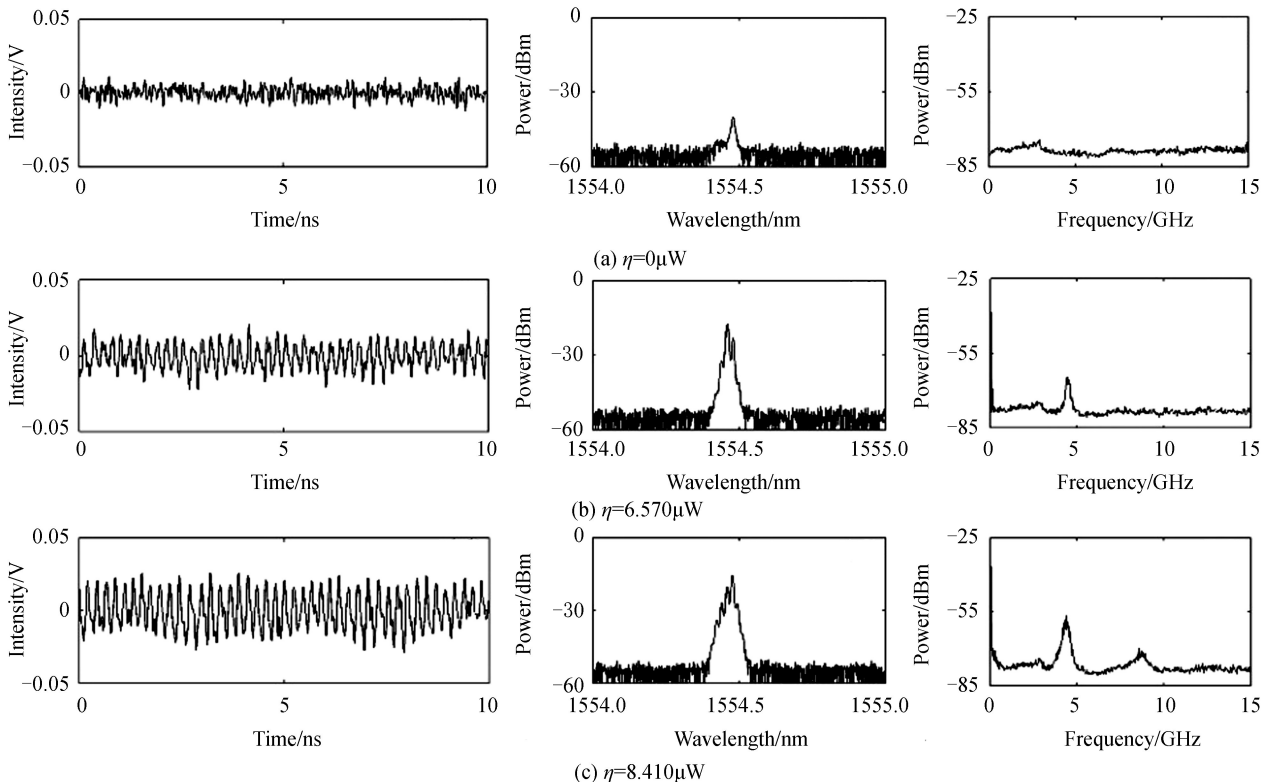 0.05
0
−0.05
Intensity/V
0
5
10
Time/ns
0
−30
−60
Power/dBm
1554.0
1554.5
1555.0
Wavelength/nm
−25
−55
−85
Power/dBm
0
5
10
15
Frequency/GHz
(a) η=0μW
0.05
0
−0.05
Intensity/V
0
5
10
Time/ns
0
−30
−60
Power/dBm
1554.0
1554.5
1555.0
Wavelength/nm
−25
−55
−85
Power/dBm
0
5
10
15
Frequency/GHz
(b) η=6.570μW
0.05
0
−0.05
Intensity/V
0
5
10
Time/ns
0
−30
−60
Power/dBm
1554.0
1554.5
1555.0
Wavelength/nm
−25
−55
−85
Power/dBm
0
5
10
15
Frequency/GHz
(c) η=8.410μW